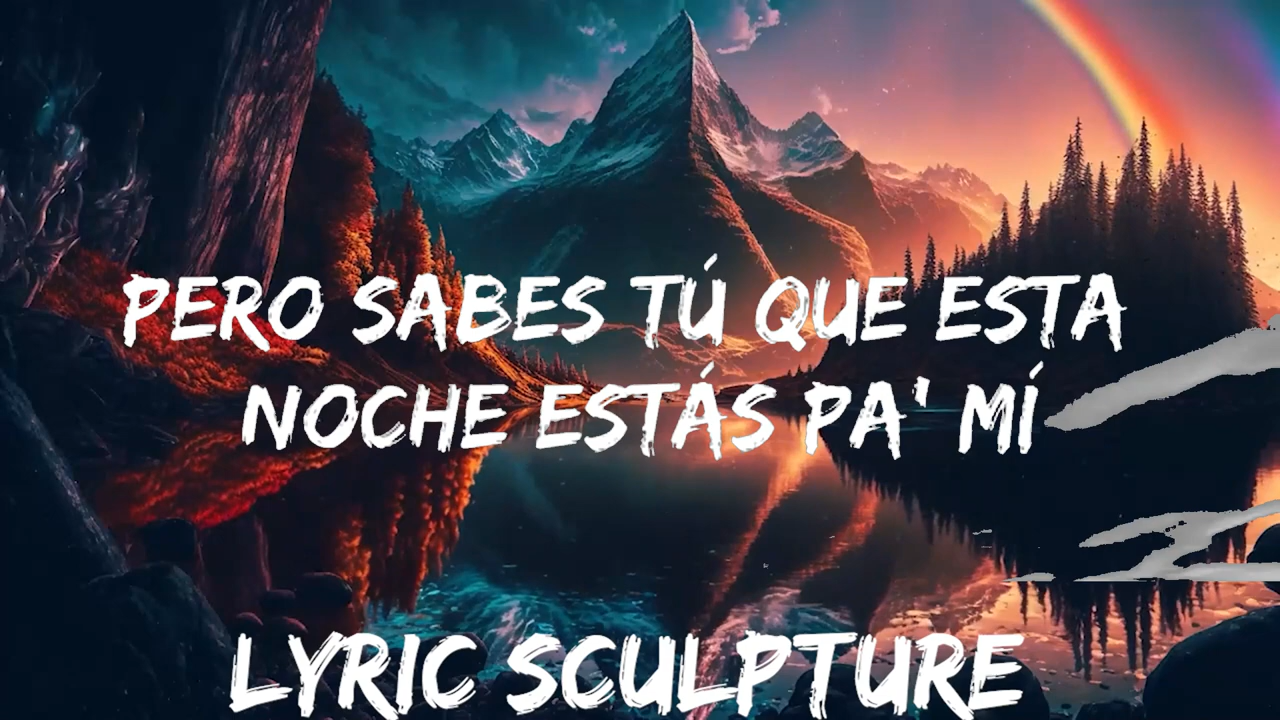 PERO SABES TÚ QUE ESTA
NOCHE ESTÁS PA' MÍ
LYRIC SCULPTURE